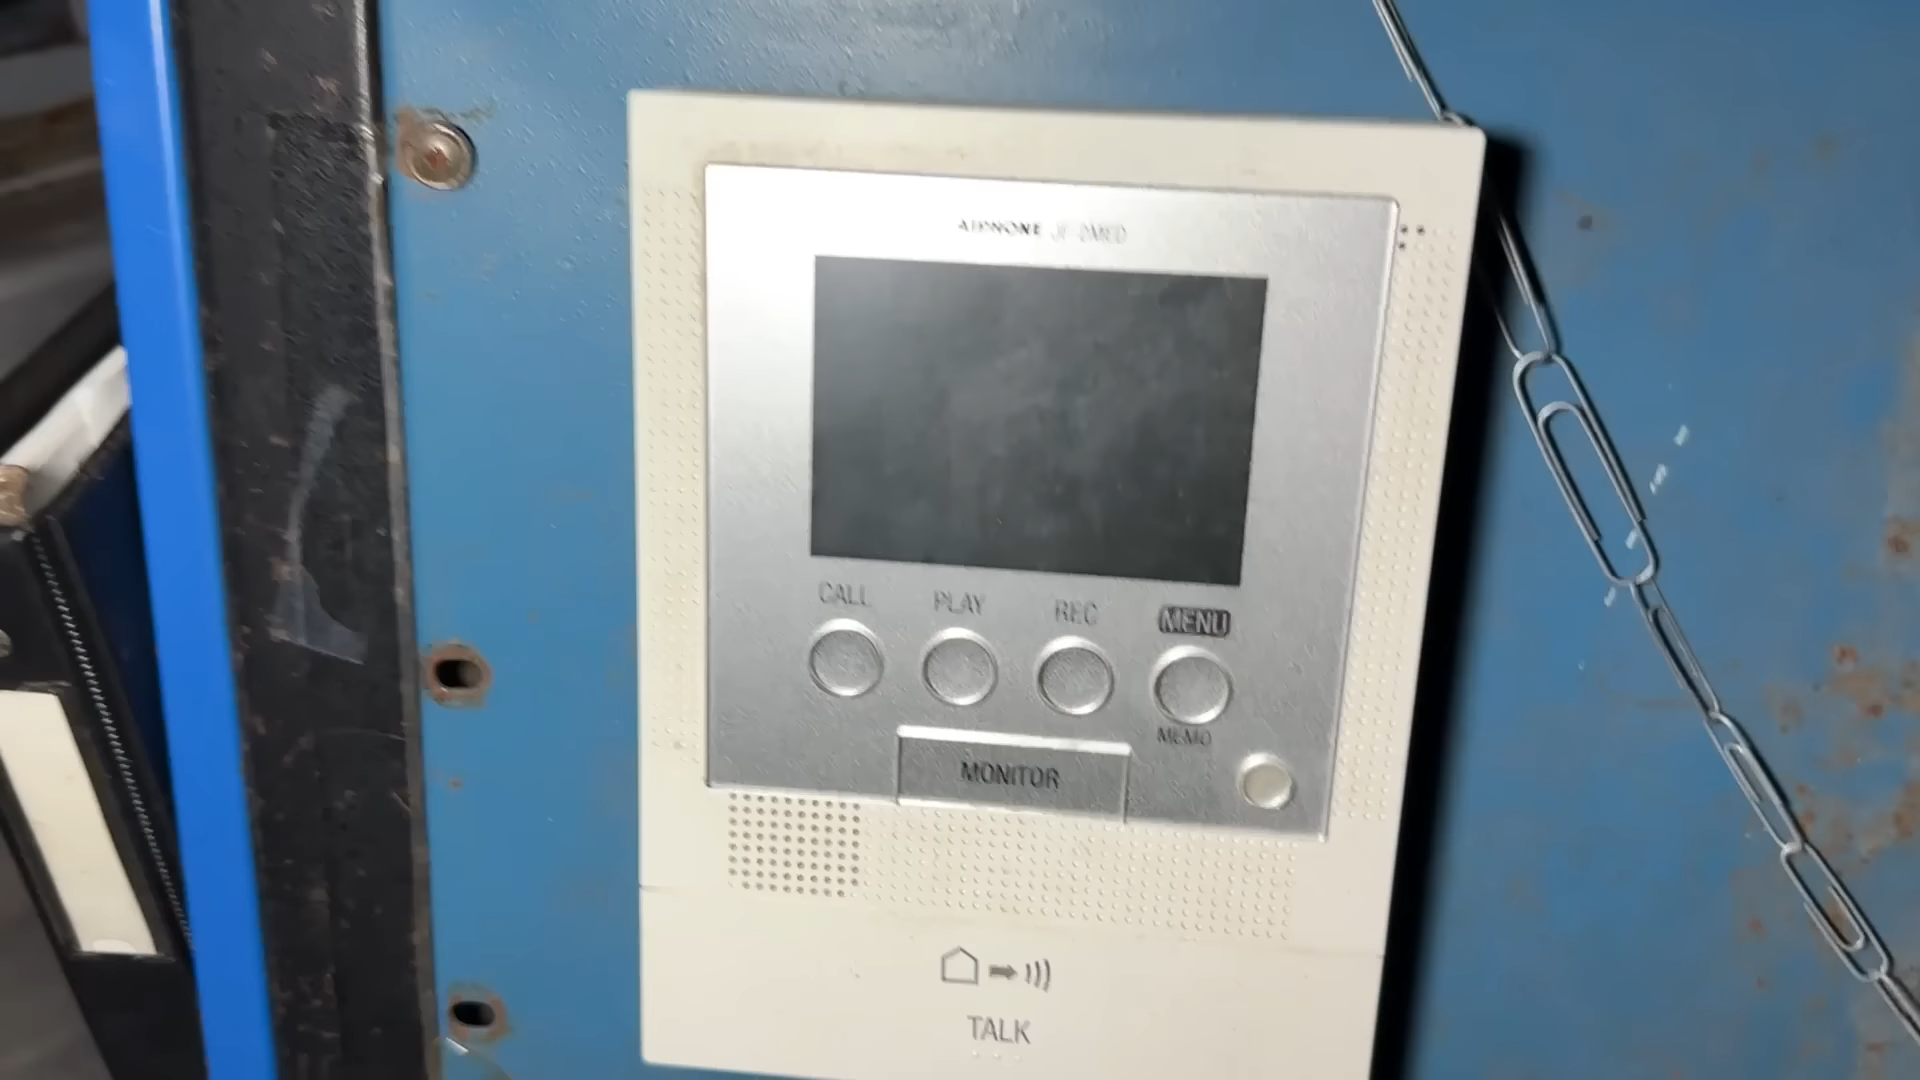 AIPHONE JF-2MED
CALL PLAY REC MENU
MEMO
MONITOR
TALK